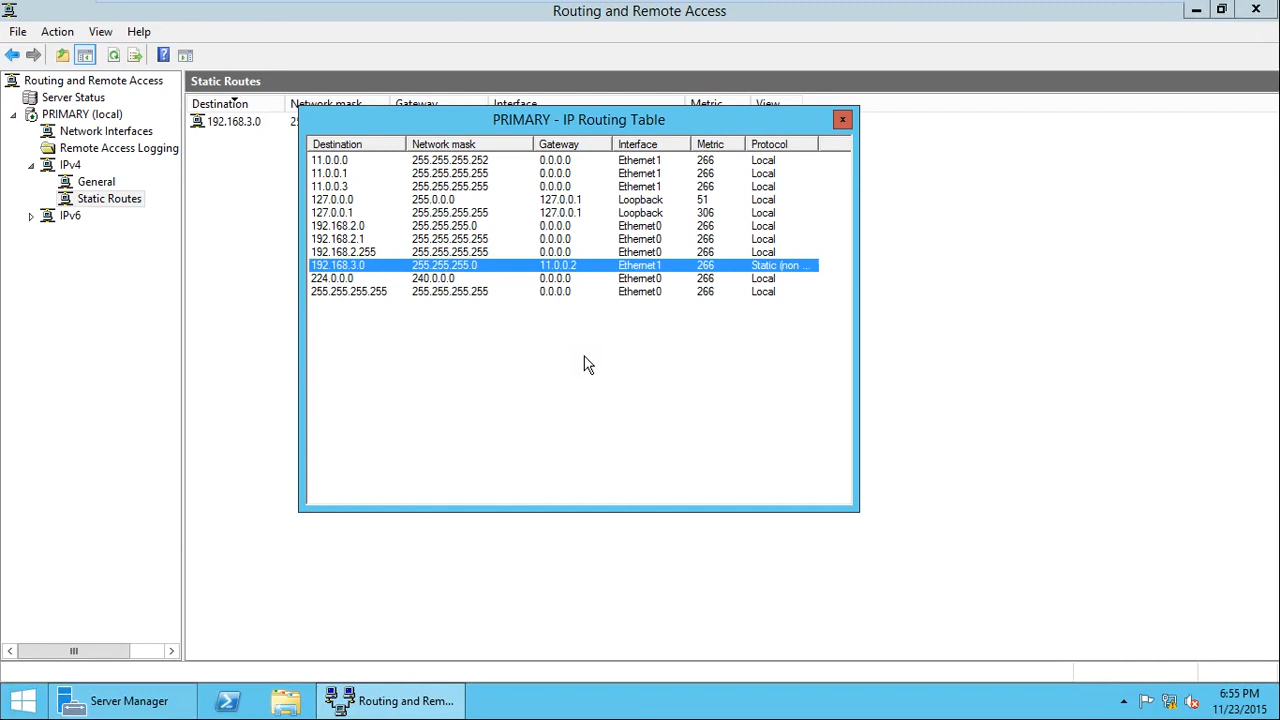 Routing and Remote Access
File Action View Help
Routing and Remote Access
Server Status
PRIMARY (local)
Network Interfaces
Remote Access Logging
IPv4
General
Static Routes
IPv6
Static Routes
Destination Network mask Gateway Interface Metric View
192.168.3.0
PRIMARY - IP Routing Table
x
Destination Network mask Gateway Interface Metric Protocol
11.0.0.0 255.255.255.252 0.0.0.0 Ethernet1 266 Local
11.0.0.1 255.255.255.255 0.0.0.0 Ethernet1 266 Local
11.0.0.3 255.255.255.255 0.0.0.0 Ethernet1 266 Local
127.0.0.0 255.0.0.0 127.0.0.1 Loopback 51 Local
127.0.0.1 255.255.255.255 127.0.0.1 Loopback 306 Local
192.168.2.0 255.255.255.0 0.0.0.0 Ethernet0 266 Local
192.168.2.1 255.255.255.255 0.0.0.0 Ethernet0 266 Local
192.168.2.255 255.255.255.255 0.0.0.0 Ethernet0 266 Local
192.168.3.0 255.255.255.0 11.0.0.2 Ethernet1 266 Static (non ...
224.0.0.0 240.0.0.0 0.0.0.0 Ethernet0 266 Local
255.255.255.255 255.255.255.255 0.0.0.0 Ethernet0 266 Local
Server Manager
Routing and Rem...
6:55 PM
11/23/2015